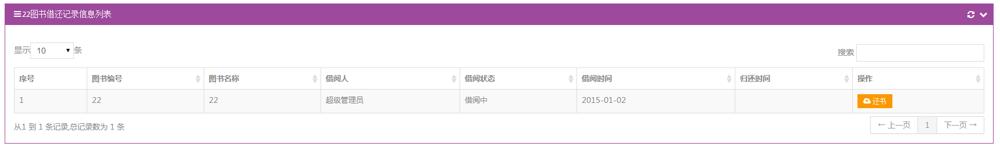 22图书借还记录信息列表
显示 10 条
搜索
序号 图书编号 图书名称 借阅人 借阅状态 借阅时间 归还时间 操作
1 22 22 超级管理员 借阅中 2015-01-02 还书
从1 到 1 条记录,总记录数为 1 条
← 上一页 1 下一页 →